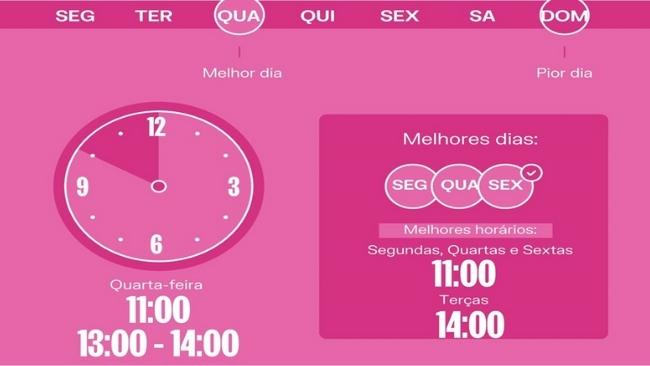 SEG TER QUA QUI SEX SA DOM
Melhor dia
Pior dia
12
9 3
6
Quarta-feira
11:00
13:00 - 14:00
Melhores dias:
SEG QUA SEX
Melhores horários:
Segundas, Quartas e Sextas
11:00
Terças
14:00